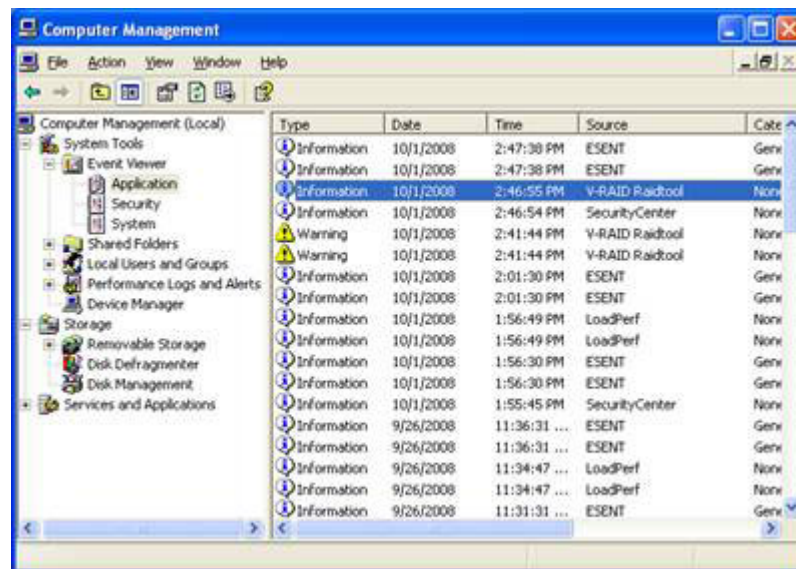 Computer Management
File Action View Window Help
Computer Management (Local)
System Tools
Event Viewer
Application
Security
System
Shared Folders
Local Users and Groups
Performance Logs and Alerts
Device Manager
Storage
Removable Storage
Disk Defragmenter
Disk Management
Services and Applications
Type Date Time Source Cate
Information 10/1/2008 2:47:38 PM ESENT Gene
Information 10/1/2008 2:47:38 PM ESENT Gene
Information 10/1/2008 2:46:55 PM V-RAID Raidtool None
Information 10/1/2008 2:46:54 PM SecurityCenter None
Warning 10/1/2008 2:41:44 PM V-RAID Raidtool None
Warning 10/1/2008 2:41:44 PM V-RAID Raidtool None
Information 10/1/2008 2:01:30 PM ESENT Gene
Information 10/1/2008 2:01:30 PM ESENT Gene
Information 10/1/2008 1:56:49 PM LoadPerf None
Information 10/1/2008 1:56:49 PM LoadPerf None
Information 10/1/2008 1:56:30 PM ESENT Gene
Information 10/1/2008 1:56:30 PM ESENT Gene
Information 10/1/2008 1:55:45 PM SecurityCenter None
Information 9/26/2008 11:36:31 ... ESENT Gene
Information 9/26/2008 11:36:31 ... ESENT Gene
Information 9/26/2008 11:34:47 ... LoadPerf None
Information 9/26/2008 11:34:47 ... LoadPerf None
Information 9/26/2008 11:31:31 ... ESENT Gene